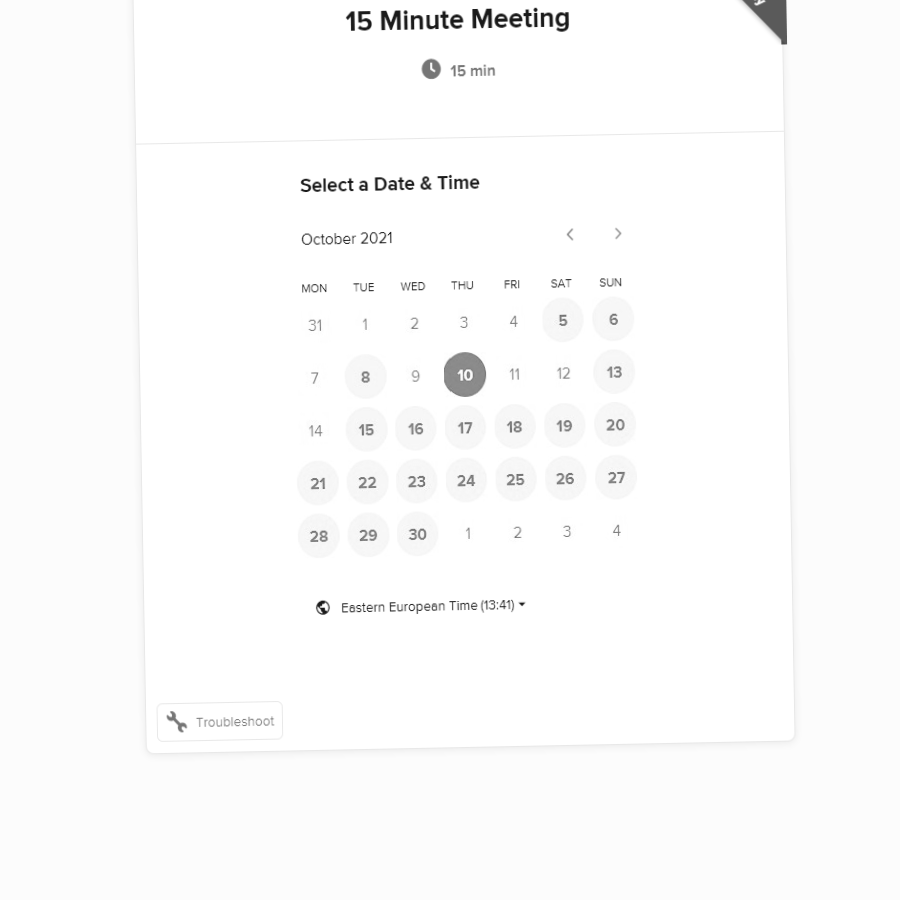 15 Minute Meeting
15 min
Select a Date & Time
October 2021
MON TUE WED THU FRI SAT SUN
31 1 2 3 4 5 6
7 8 9 10 11 12 13
14 15 16 17 18 19 20
21 22 23 24 25 26 27
28 29 30 1 2 3 4
Eastern European Time (13:41)
Troubleshoot